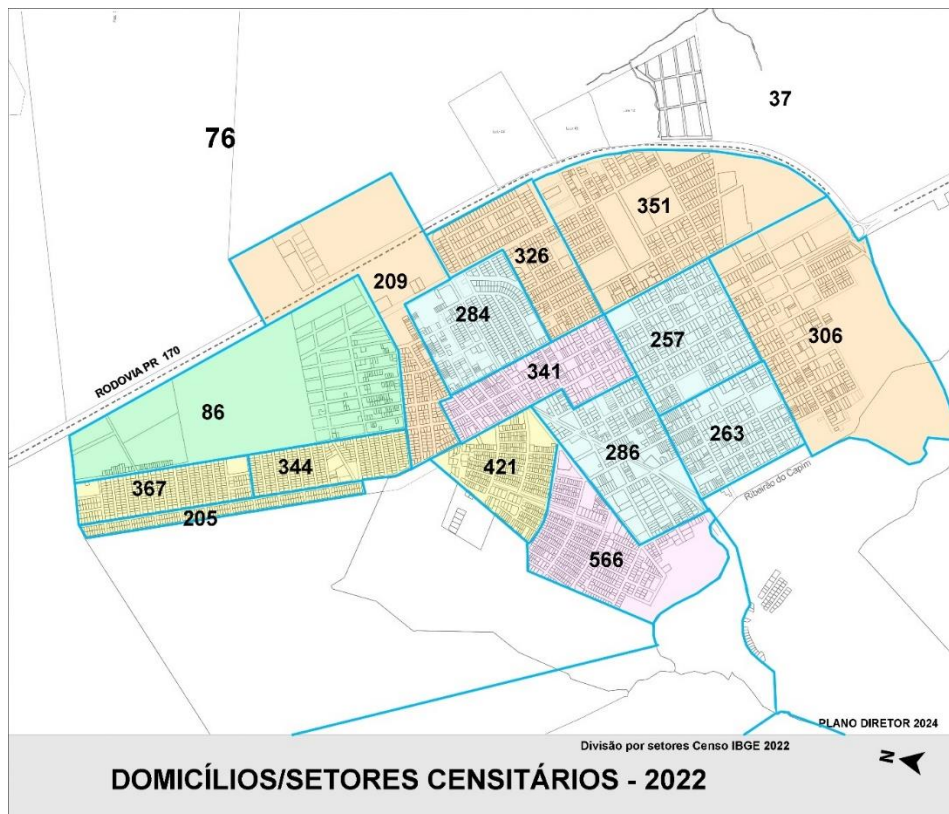 37
76
351
326
209
284
257
306
341
RODOVIA PR 170
86
263
286
421
344
367
Ribeirão do Capim
205
566
PLANO DIRETOR 2024
Divisão por setores Censo IBGE 2022
N
DOMICÍLIOS/SETORES CENSITÁRIOS - 2022